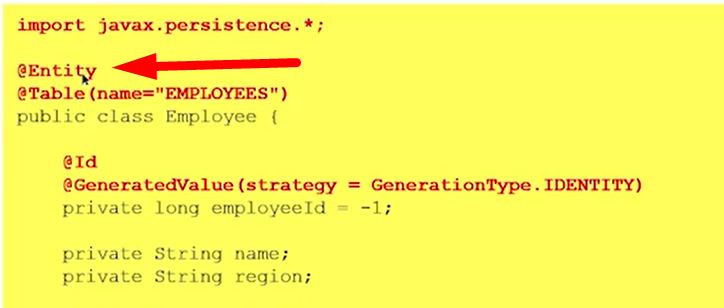 import javax.persistence.*;
@Entity
@Table(name="EMPLOYEES")
public class Employee {
@Id
@GeneratedValue(strategy = GenerationType.IDENTITY)
private long employeeId = -1;
private String name;
private String region;